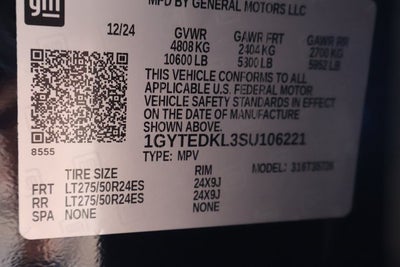 gm
MFD BY GENERAL MOTORS LLC
12/24
GVWR
GAWR FRT
GAWR RR
4808 KG
2404 KG
2700 KG
10600 LB
5300 LB
5952 LB
THIS VEHICLE CONFORMS TO ALL
APPLICABLE U.S. FEDERAL MOTOR
VEHICLE SAFETY STANDARDS IN EFFECT
ON THE DATE OF MANUFACTURE
SHOWN ABOVE.
8555
1GYTEDKL3SU106221
TYPE: MPV
MODEL:
TIRE SIZE
RIM
FRT LT275/50R24ES 24X9J
RR LT275/50R24ES 24X9J
SPA NONE NONE